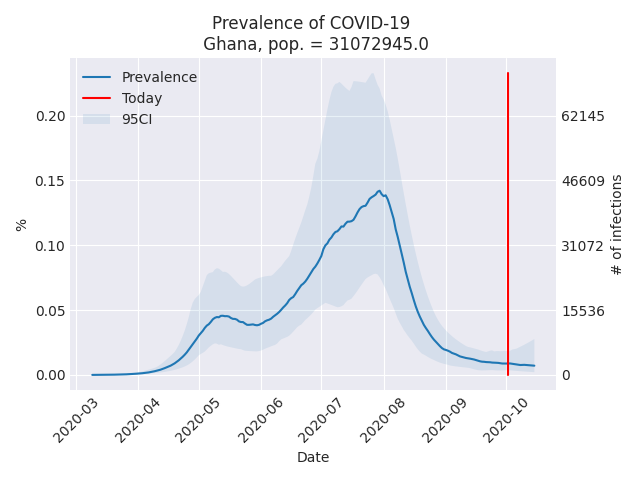 Prevalence of COVID-19
Ghana, pop. = 31072945.0
Prevalence
Today
95CI
0.20
0.15
0.10
0.05
0.00
%
62145
46609
31072
15536
0
# of infections
2020-03
2020-04
2020-05
2020-06
2020-07
2020-08
2020-09
2020-10
Date